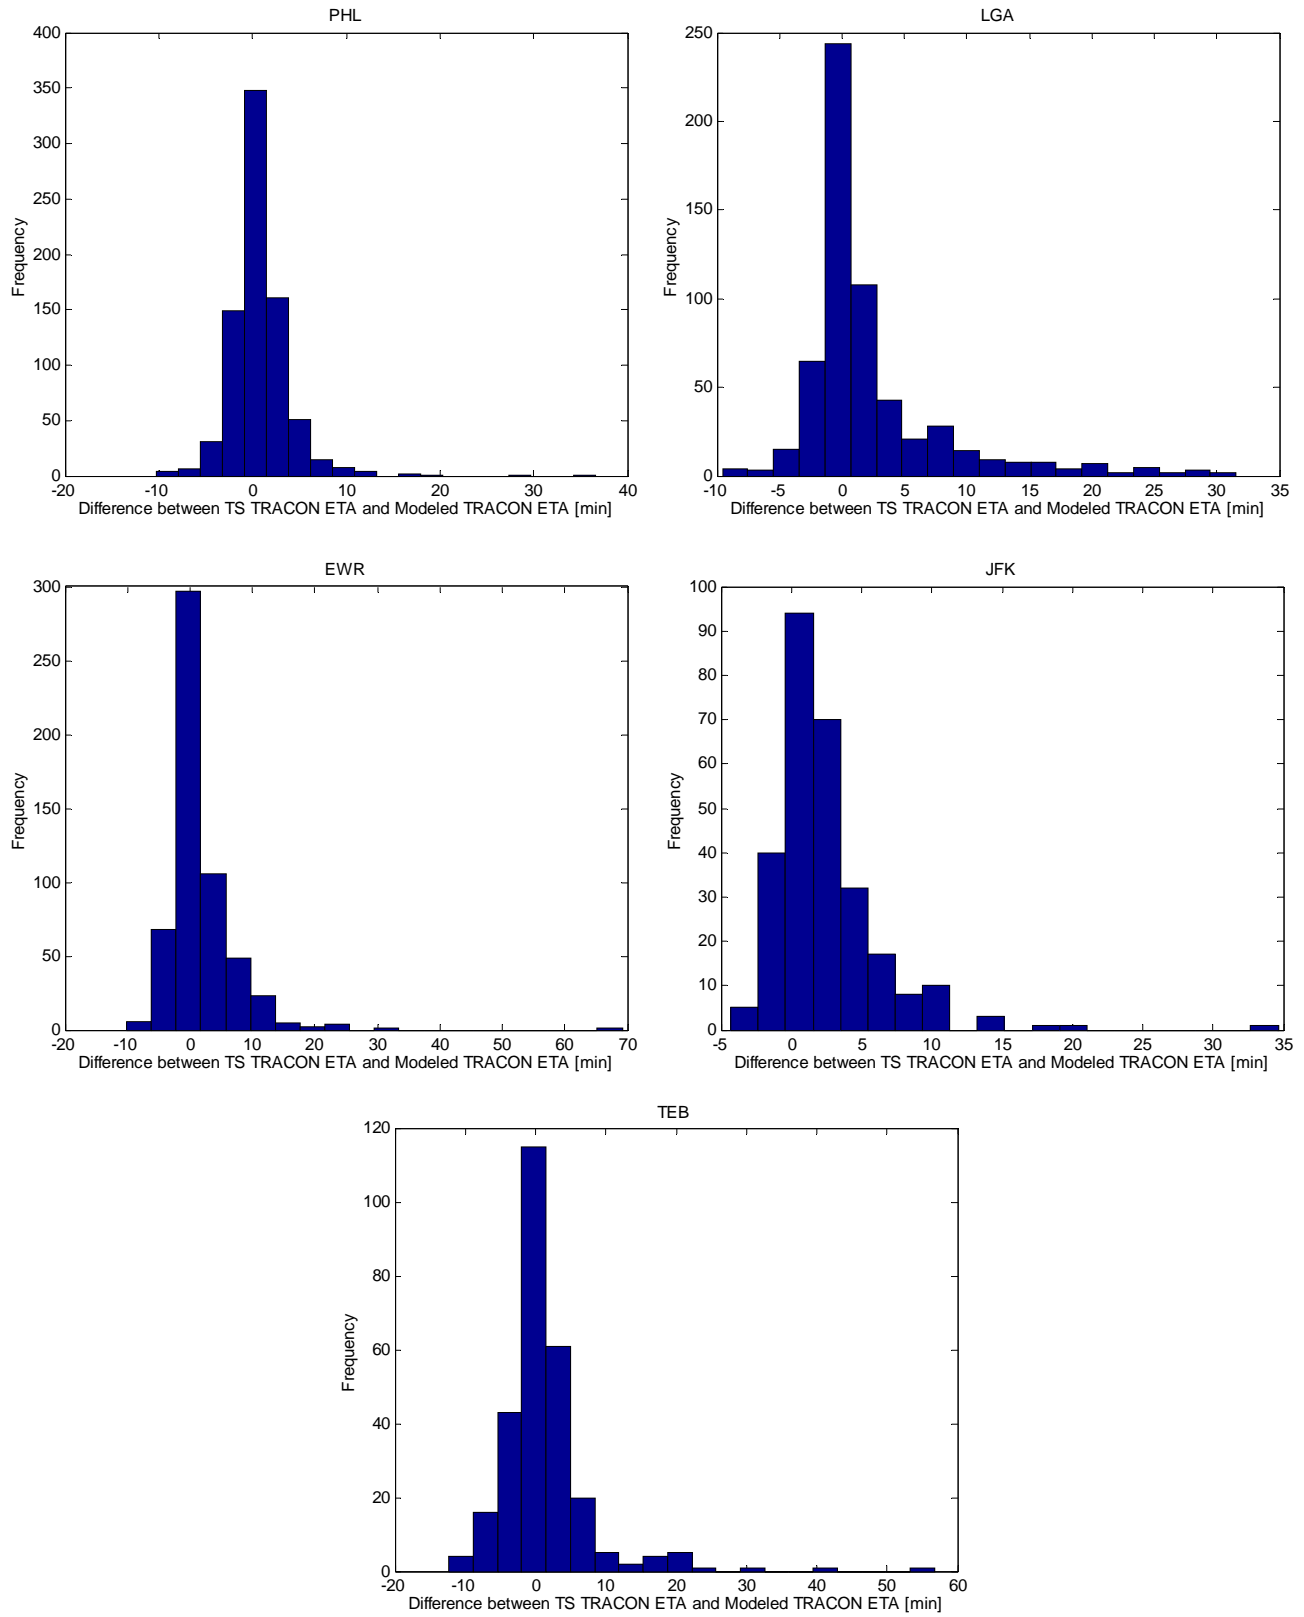 PHL
400
350
300
250
200
150
100
50
0
Frequency
-20 -10 0 10 20 30 40
Difference between TS TRACON ETA and Modeled TRACON ETA [min]
LGA
250
200
150
100
50
0
Frequency
-10 -5 0 5 10 15 20 25 30 35
Difference between TS TRACON ETA and Modeled TRACON ETA [min]
EWR
300
250
200
150
100
50
0
Frequency
-20 -10 0 10 20 30 40 50 60 70
Difference between TS TRACON ETA and Modeled TRACON ETA [min]
JFK
100
90
80
70
60
50
40
30
20
10
0
Frequency
-5 0 5 10 15 20 25 30 35
Difference between TS TRACON ETA and Modeled TRACON ETA [min]
TEB
120
100
80
60
40
20
0
Frequency
-20 -10 0 10 20 30 40 50 60
Difference between TS TRACON ETA and Modeled TRACON ETA [min]